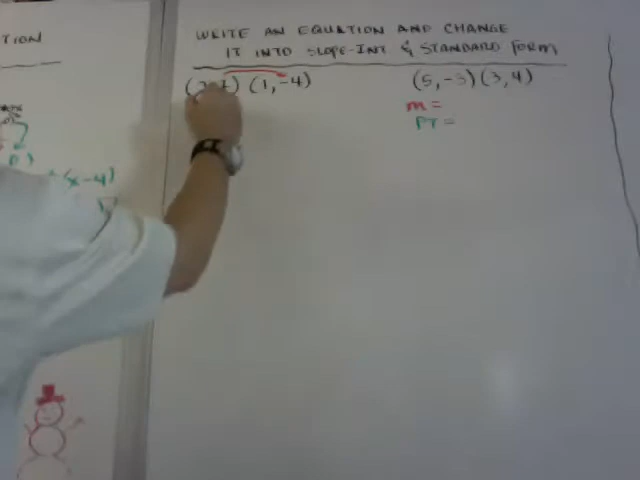 TION
WRITE AN EQUATION AND CHANGE
IT INTO SLOPE-INT & STANDARD FORM
(1, -4)
(5, -3) (3, 4)
m =
PT =
(x-4)